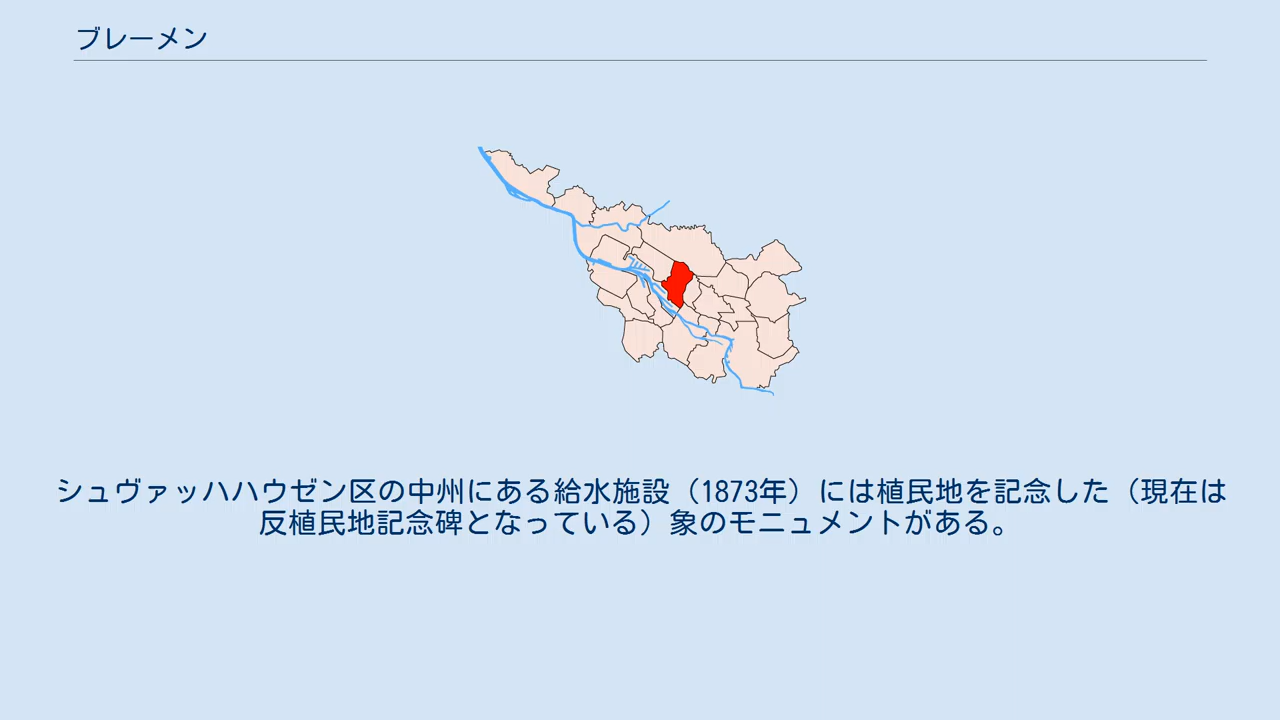 ブレーメン
シュヴァッハハウゼン区の中州にある給水施設（1873年）には植民地を記念した（現在は
反植民地記念碑となっている）象のモニュメントがある。